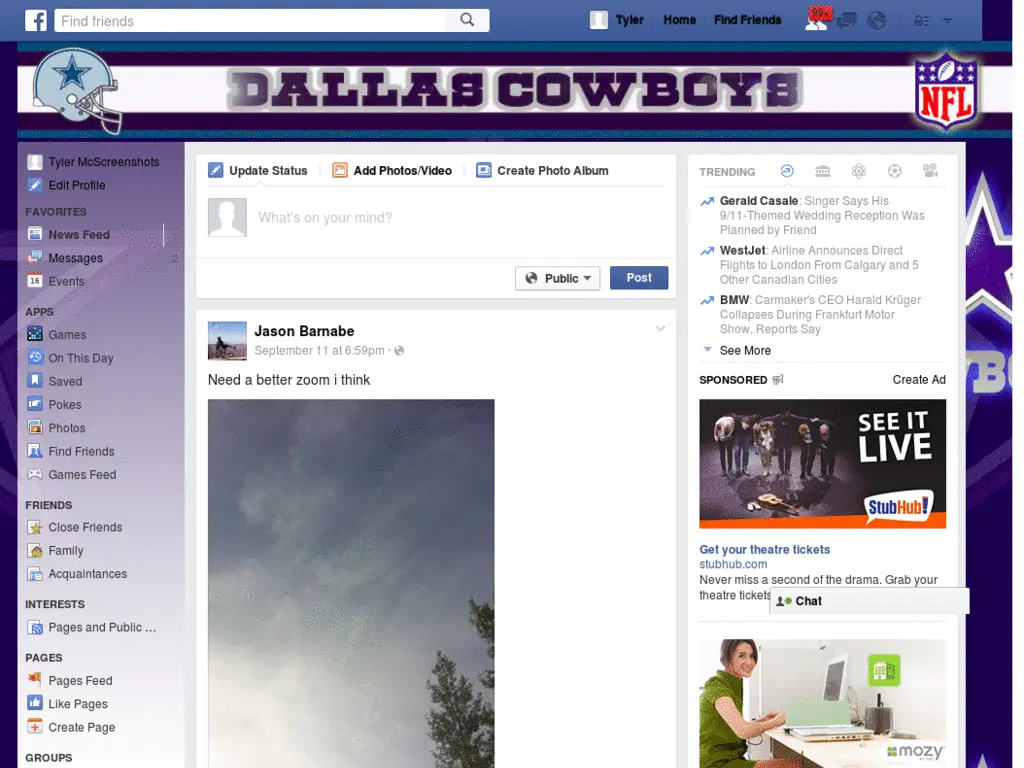 Find friends
Tyler Home Find Friends
99+
DALLAS COWBOYS
NFL
Tyler McScreenshots
Edit Profile
FAVORITES
News Feed
Messages 2
16 Events
APPS
Games
On This Day
Saved
Pokes
Photos
Find Friends
Games Feed
FRIENDS
Close Friends
Family
Acquaintances
INTERESTS
Pages and Public ...
PAGES
Pages Feed
Like Pages
Create Page
GROUPS
Update Status Add Photos/Video Create Photo Album
What's on your mind?
Public Post
Jason Barnabe
September 11 at 6:59pm ·
Need a better zoom i think
TRENDING
Gerald Casale: Singer Says His
9/11-Themed Wedding Reception Was
Planned by Friend
WestJet: Airline Announces Direct
Flights to London From Calgary and 5
Other Canadian Cities
BMW: Carmaker's CEO Harald Krüger
Collapses During Frankfurt Motor
Show, Reports Say
See More
SPONSORED Create Ad
SEE IT
LIVE
StubHub!
Get your theatre tickets
stubhub.com
Never miss a second of the drama. Grab your
theatre tickets
Chat
mozy